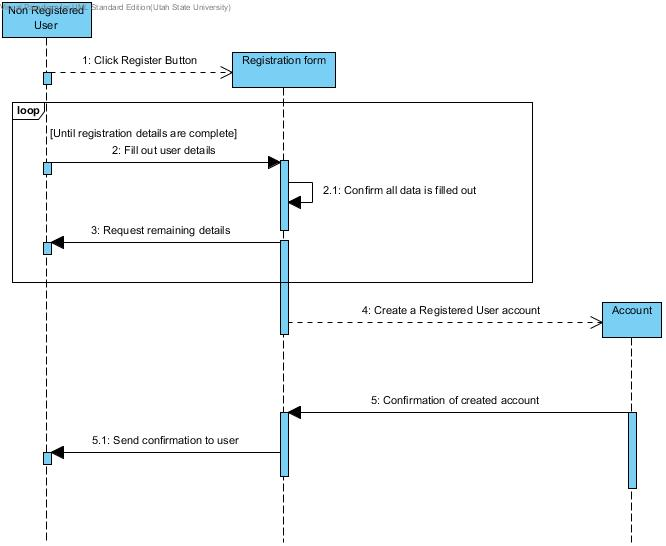 UML Standard Edition(Utah State University)
Non Registered
User
1: Click Register Button
Registration form
loop
[Until registration details are complete]
2: Fill out user details
2.1: Confirm all data is filled out
3: Request remaining details
4: Create a Registered User account
Account
5: Confirmation of created account
5.1: Send confirmation to user